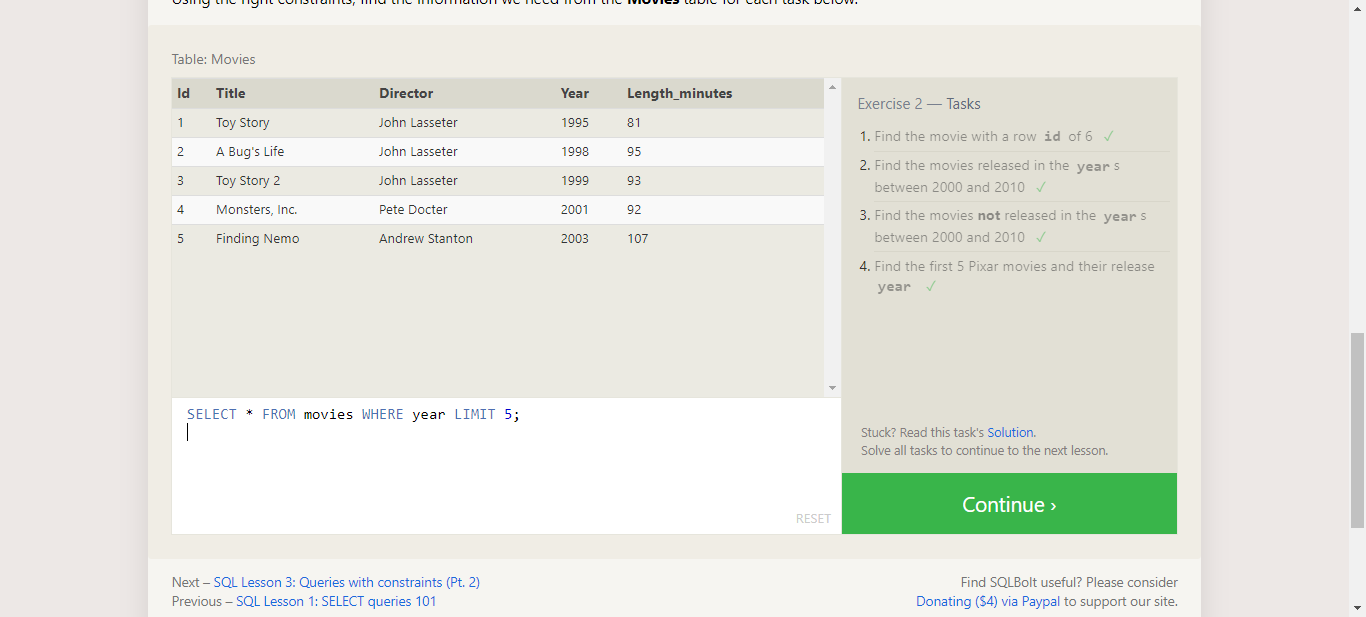 Using the right constraints, find the information we need from the Movies table for each task below.
Table: Movies
Id Title Director Year Length_minutes
1 Toy Story John Lasseter 1995 81
2 A Bug's Life John Lasseter 1998 95
3 Toy Story 2 John Lasseter 1999 93
4 Monsters, Inc. Pete Docter 2001 92
5 Finding Nemo Andrew Stanton 2003 107
SELECT * FROM movies WHERE year LIMIT 5;
RESET
Exercise 2 — Tasks
1. Find the movie with a row id of 6 ✓
2. Find the movies released in the year s
between 2000 and 2010 ✓
3. Find the movies not released in the year s
between 2000 and 2010 ✓
4. Find the first 5 Pixar movies and their release
year ✓
Stuck? Read this task's Solution.
Solve all tasks to continue to the next lesson.
Continue ›
Next – SQL Lesson 3: Queries with constraints (Pt. 2)
Previous – SQL Lesson 1: SELECT queries 101
Find SQLBolt useful? Please consider
Donating ($4) via Paypal to support our site.